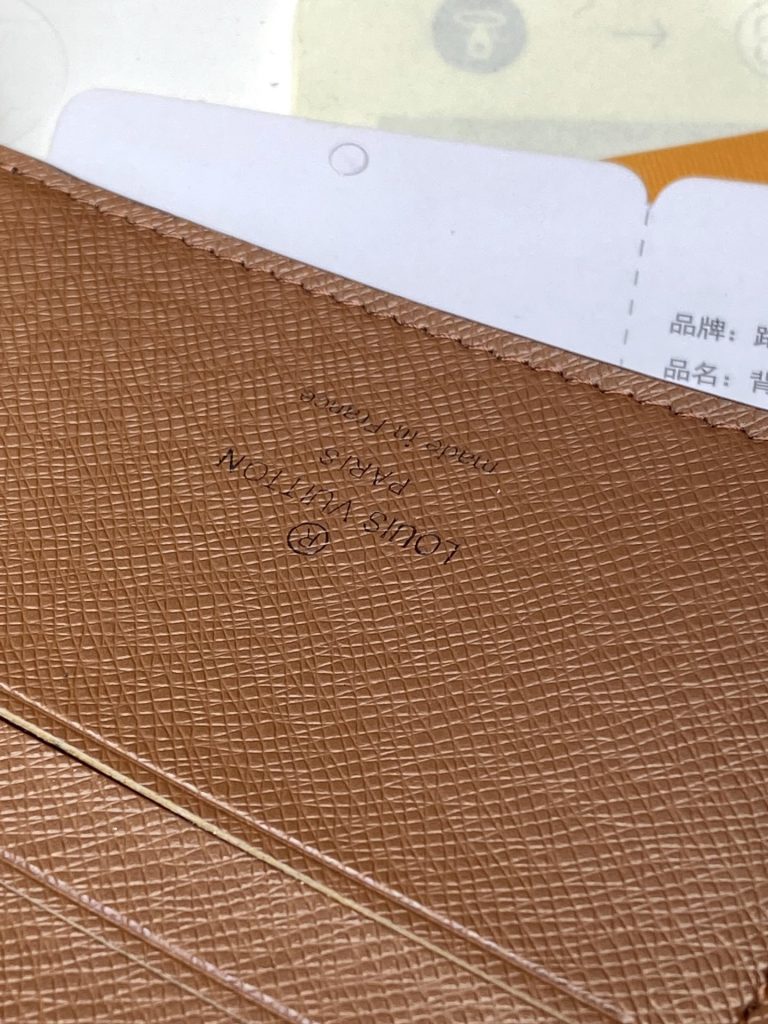 ®
LOUIS VUITTON
PARIS
made in France
品牌：
品名：